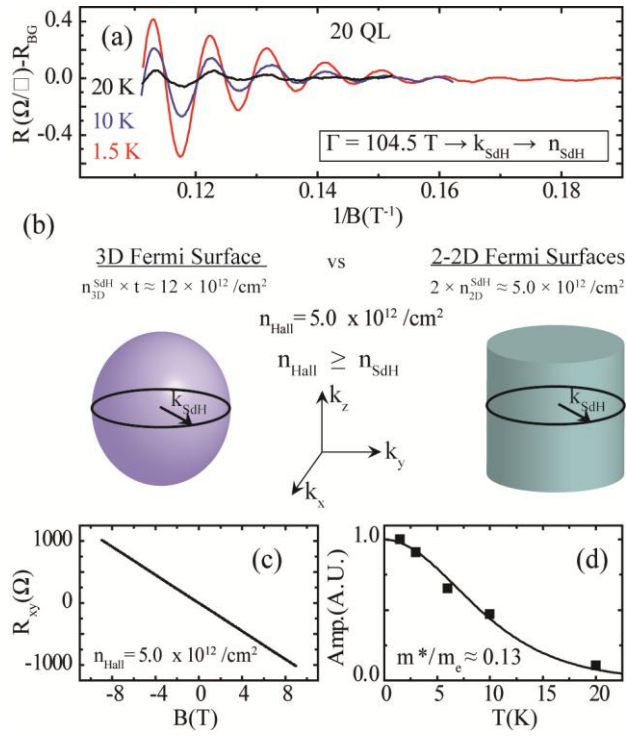 (a)
20 QL
R(Ω/□)-R_BG
0.4
0.0
-0.4
20 K
10 K
1.5 K
Γ = 104.5 T → k_SdH → n_SdH
0.12 0.14 0.16 0.18
1/B(T⁻¹)
(b)
3D Fermi Surface vs 2-2D Fermi Surfaces
n_3D^SdH × t ≈ 12 × 10¹² /cm² 2 × n_2D^SdH ≈ 5.0 × 10¹² /cm²
n_Hall = 5.0 x 10¹² /cm²
n_Hall ≥ n_SdH
k_SdH
k_z
k_y
k_x
k_SdH
(c)
R_xy(Ω)
1000
0
-1000
n_Hall = 5.0 x 10¹² /cm²
-8 -4 0 4 8
B(T)
(d)
Amp.(A.U.)
1.0
0.0
m*/m_e ≈ 0.13
0 5 10 15 20
T(K)